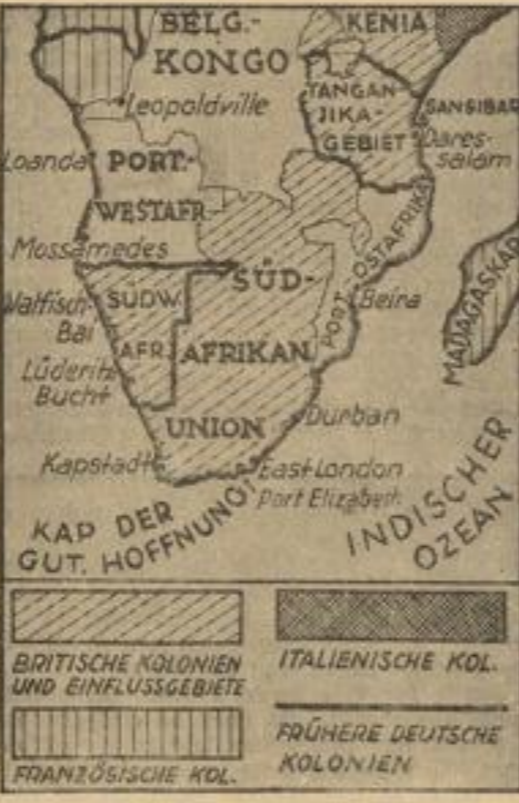 BELG.-
KONGO
KENIA
TANGAN
JIKA-
GEBIET
SANSIBAR
Dares-
salam
Leopoldville
Loanda
PORT.-
WESTAFR.
Mossamedes
OSTAFRIKA
PORT.
SÜD-
AFRIKAN.
UNION
SÜDW.
AFR.
Walfisch-
Bai
Beira
MADAGASKAR
Lüderitz
Bucht
Durban
Kapstadt
East London
Port Elizabeth
KAP DER
GUT. HOFFNUNG
INDISCHER
OZEAN
BRITISCHE KOLONIEN
UND EINFLUSSGEBIETE
ITALIENISCHE KOL.
FRANZÖSISCHE KOL.
FRÜHERE DEUTSCHE
KOLONIEN